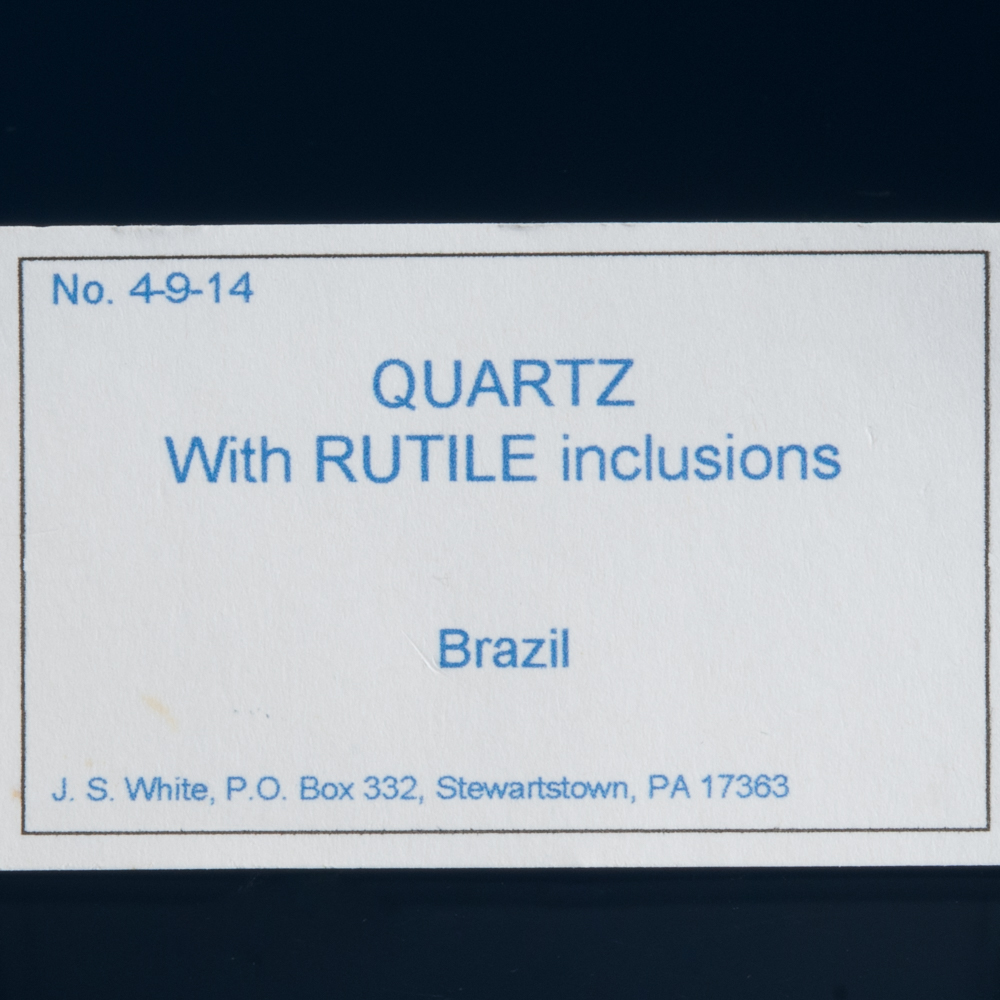 No. 4-9-14
QUARTZ
With RUTILE inclusions
Brazil
J. S. White, P.O. Box 332, Stewartstown, PA 17363